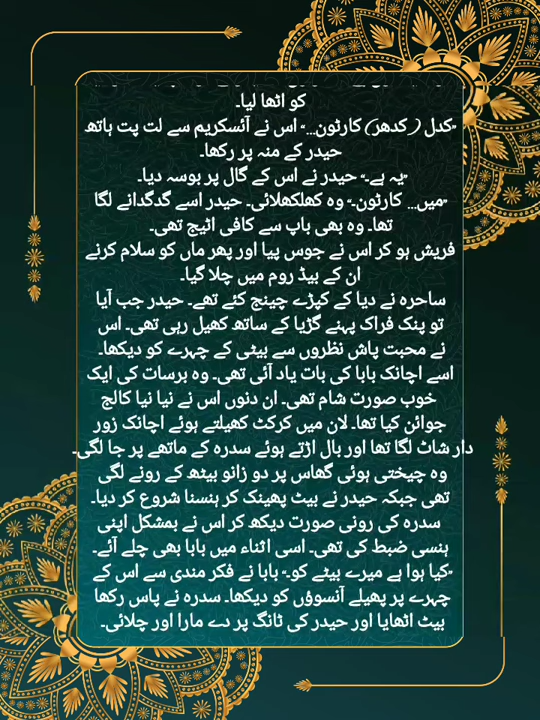 کو اٹھا لیا۔
”کدل (کدھر) کارٹون...“ اس نے آئسکریم سے لت پت ہاتھ
حیدر کے منہ پر رکھا۔
”یہ ہے۔“ حیدر نے اس کے گال پر بوسہ دیا۔
”میں... کارٹون۔“ وہ کھلکھلائی۔ حیدر اسے گدگدانے لگا
تھا۔ وہ بھی باپ سے کافی اٹیچ تھی۔
فریش ہو کر اس نے جوس پیا اور پھر ماں کو سلام کرنے
ان کے بیڈ روم میں چلا گیا۔
ساحرہ نے دیا کے کپڑے چینج کئے تھے۔ حیدر جب آیا
تو پنک فراک پہنے گڑیا کے ساتھ کھیل رہی تھی۔ اس
نے محبت پاش نظروں سے بیٹی کے چہرے کو دیکھا۔
اسے اچانک بابا کی بات یاد آئی تھی۔ وہ برسات کی ایک
خوب صورت شام تھی۔ ان دنوں اس نے نیا نیا کالج
جوائن کیا تھا۔ لان میں کرکٹ کھیلتے ہوئے اچانک زور
دار شاٹ لگا تھا اور بال اڑتے ہوئے سدرہ کے ماتھے پر جا لگی۔
وہ چیختی ہوئی گھاس پر دو زانو بیٹھ کے رونے لگی
تھی جبکہ حیدر نے بیٹ پھینک کر ہنسنا شروع کر دیا۔
سدرہ کی رونی صورت دیکھ کر اس نے بمشکل اپنی
ہنسی ضبط کی تھی۔ اسی اثناء میں بابا بھی چلے آئے۔
”کیا ہوا ہے میرے بیٹے کو۔“ بابا نے فکر مندی سے اس کے
چہرے پر پھیلے آنسوؤں کو دیکھا۔ سدرہ نے پاس رکھا
بیٹ اٹھایا اور حیدر کی ٹانگ پر دے مارا اور چلائی۔